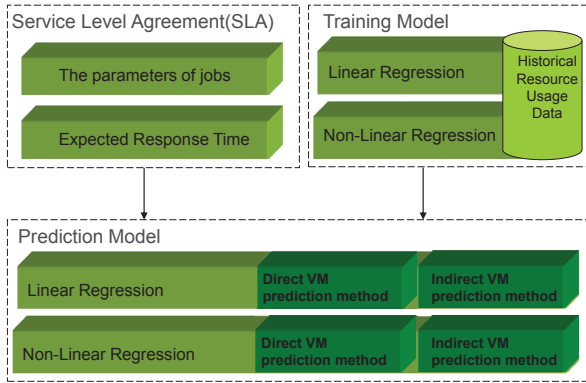 Service Level Agreement(SLA)
The parameters of jobs
Expected Response Time
Training Model
Linear Regression
Non-Linear Regression
Historical
Resource
Usage
Data
Prediction Model
Linear Regression
Direct VM
prediction method
Indirect VM
prediction method
Non-Linear Regression
Direct VM
prediction method
Indirect VM
prediction method